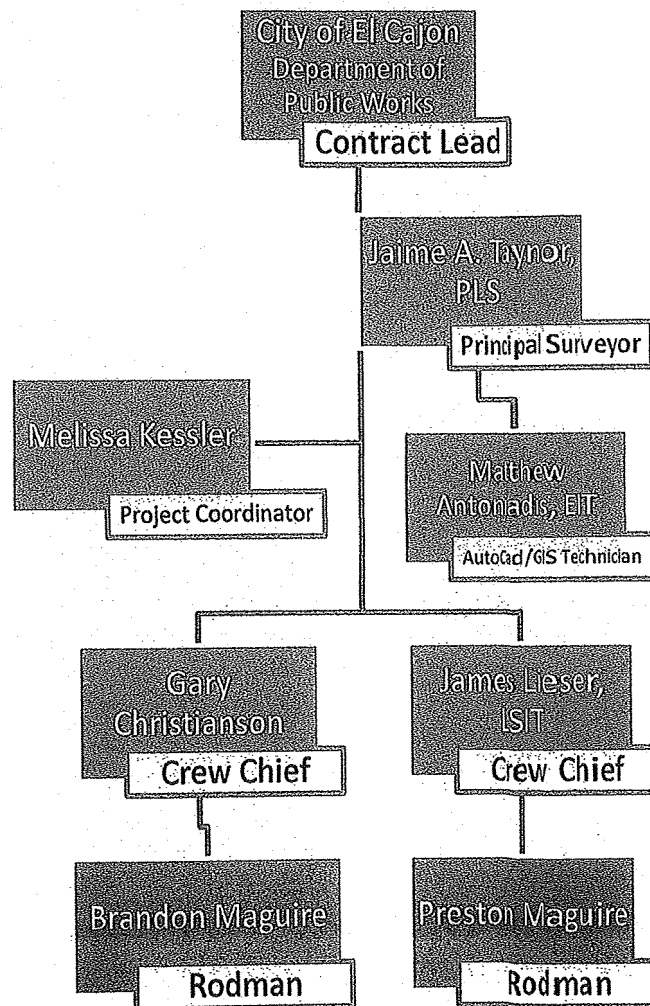 City of El Cajon
Department of
Public Works
Contract Lead
Jaime A. Taynor,
PLS
Principal Surveyor
Melissa Kessler
Project Coordinator
Mathew
Antonadis, EIT
AutoCad/GIS Technician
Gary
Christianson
Crew Chief
James Lieser,
LSIT
Crew Chief
Brandon Maguire
Rodman
Preston Maguire
Rodman